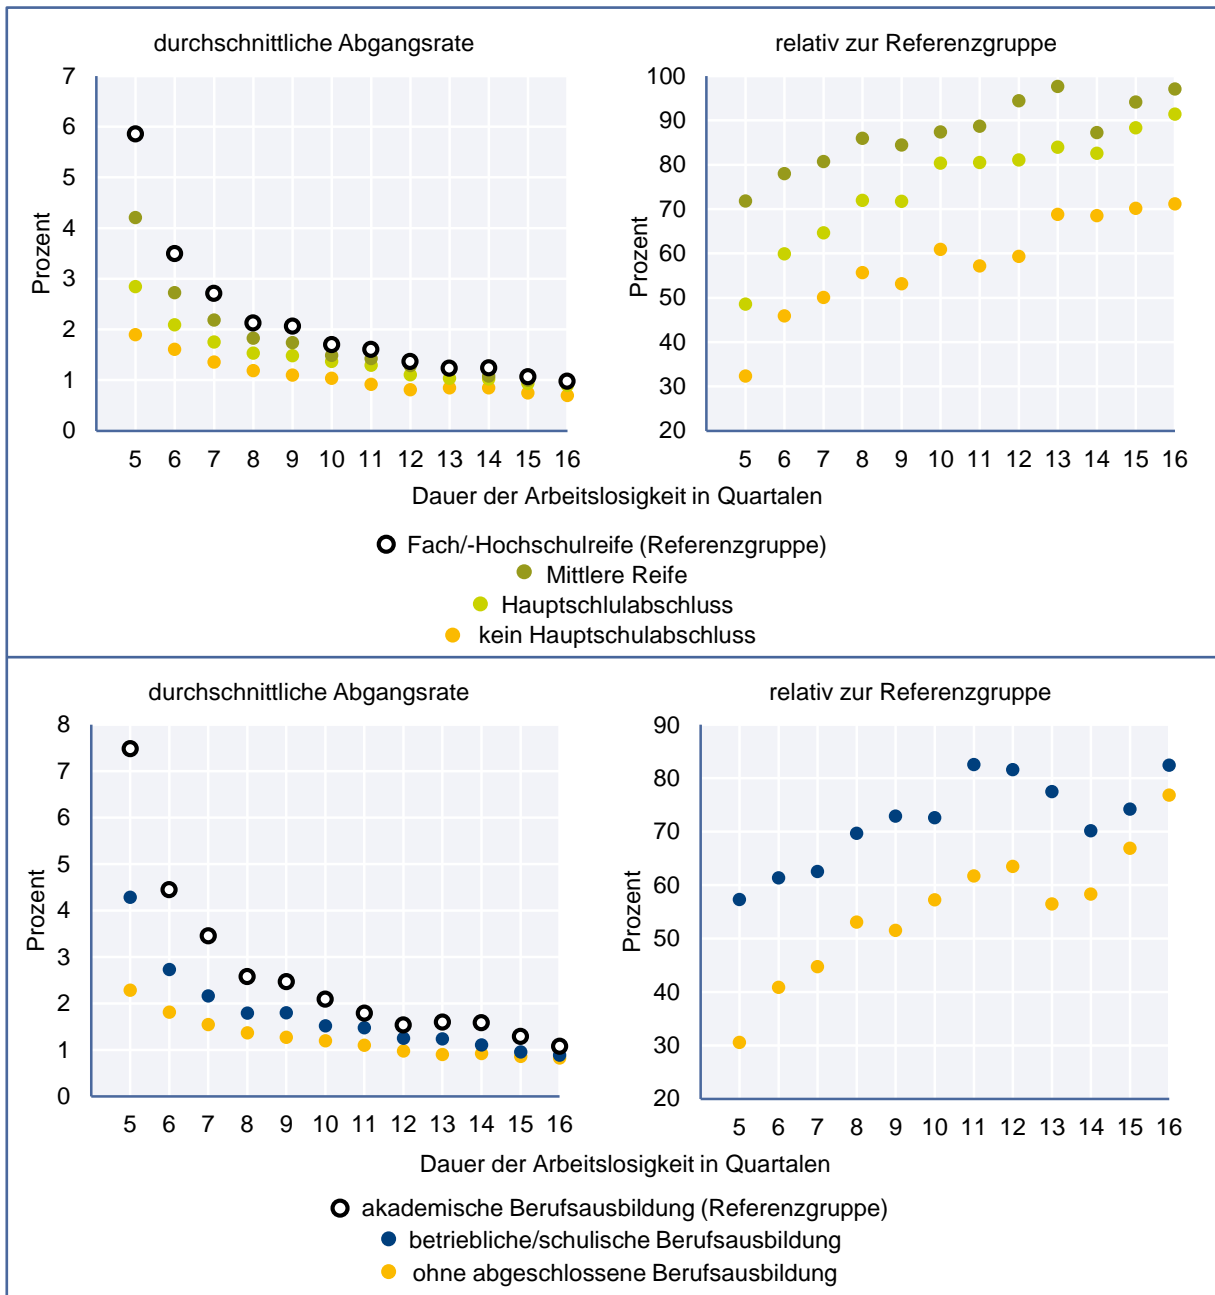 durchschnittliche Abgangsrate
relativ zur Referenzgruppe
7
6
5
4
3
2
1
0
Prozent
5 6 7 8 9 10 11 12 13 14 15 16
100
90
80
70
60
50
40
30
20
Prozent
5 6 7 8 9 10 11 12 13 14 15 16
Dauer der Arbeitslosigkeit in Quartalen
Fach/-Hochschulreife (Referenzgruppe)
Mittlere Reife
Hauptschlulabschluss
kein Hauptschulabschluss
durchschnittliche Abgangsrate
relativ zur Referenzgruppe
8
7
6
5
4
3
2
1
0
Prozent
5 6 7 8 9 10 11 12 13 14 15 16
90
80
70
60
50
40
30
20
Prozent
5 6 7 8 9 10 11 12 13 14 15 16
Dauer der Arbeitslosigkeit in Quartalen
akademische Berufsausbildung (Referenzgruppe)
betriebliche/schulische Berufsausbildung
ohne abgeschlossene Berufsausbildung